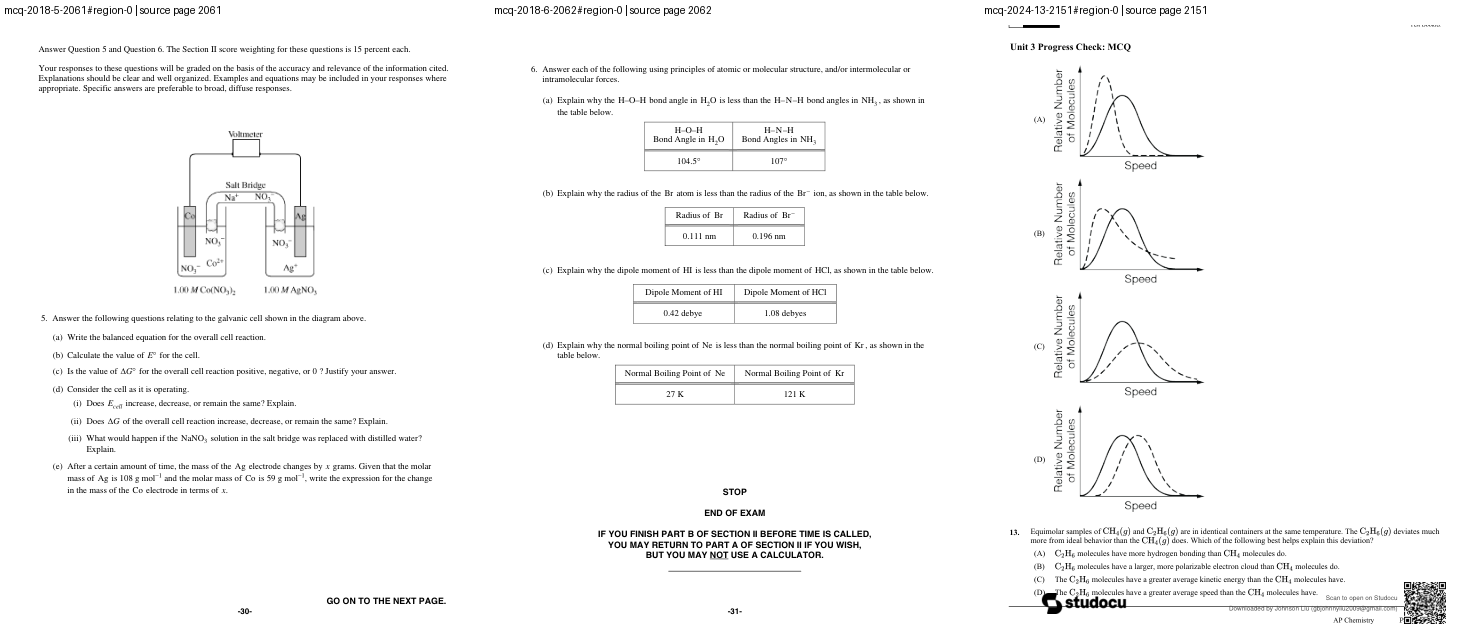 mcq-2018-5-2061#region-0 | source page 2061
Answer Question 5 and Question 6. The Section II score weighting for these questions is 15 percent each.
Your responses to these questions will be graded on the basis of the accuracy and relevance of the information cited.
Explanations should be clear and well organized. Examples and equations may be included in your responses where
appropriate. Specific answers are preferable to broad, diffuse responses.
Voltmeter
Salt Bridge
Na⁺ NO₃⁻
Co Ag
NO₃⁻ NO₃⁻
NO₃⁻ Co²⁺ Ag⁺
1.00 M Co(NO₃)₂ 1.00 M AgNO₃
5. Answer the following questions relating to the galvanic cell shown in the diagram above.
(a) Write the balanced equation for the overall cell reaction.
(b) Calculate the value of E° for the cell.
(c) Is the value of ΔG° for the overall cell reaction positive, negative, or 0 ? Justify your answer.
(d) Consider the cell as it is operating.
(i) Does E_cell increase, decrease, or remain the same? Explain.
(ii) Does ΔG of the overall cell reaction increase, decrease, or remain the same? Explain.
(iii) What would happen if the NaNO₃ solution in the salt bridge was replaced with distilled water?
Explain.
(e) After a certain amount of time, the mass of the Ag electrode changes by x grams. Given that the molar
mass of Ag is 108 g mol⁻¹ and the molar mass of Co is 59 g mol⁻¹, write the expression for the change
in the mass of the Co electrode in terms of x.
GO ON TO THE NEXT PAGE.
-30-
mcq-2018-6-2062#region-0 | source page 2062
6. Answer each of the following using principles of atomic or molecular structure, and/or intermolecular or
intramolecular forces.
(a) Explain why the H–O–H bond angle in H₂O is less than the H–N–H bond angles in NH₃, as shown in
the table below.
H–O–H H–N–H
Bond Angle in H₂O Bond Angles in NH₃
104.5° 107°
(b) Explain why the radius of the Br atom is less than the radius of the Br⁻ ion, as shown in the table below.
Radius of Br Radius of Br⁻
0.111 nm 0.196 nm
(c) Explain why the dipole moment of HI is less than the dipole moment of HCl, as shown in the table below.
Dipole Moment of HI Dipole Moment of HCl
0.42 debye 1.08 debyes
(d) Explain why the normal boiling point of Ne is less than the normal boiling point of Kr, as shown in the
table below.
Normal Boiling Point of Ne Normal Boiling Point of Kr
27 K 121 K
STOP
END OF EXAM
IF YOU FINISH PART B OF SECTION II BEFORE TIME IS CALLED,
YOU MAY RETURN TO PART A OF SECTION II IF YOU WISH,
BUT YOU MAY NOT USE A CALCULATOR.
-31-
mcq-2024-13-2151#region-0 | source page 2151
Unit 3 Progress Check: MCQ
(A)
Relative Number
of Molecules
Speed
(B)
Relative Number
of Molecules
Speed
(C)
Relative Number
of Molecules
Speed
(D)
Relative Number
of Molecules
Speed
13. Equimolar samples of CH₄(g) and C₂H₆(g) are in identical containers at the same temperature. The C₂H₆(g) deviates much
more from ideal behavior than the CH₄(g) does. Which of the following best helps explain this deviation?
(A) C₂H₆ molecules have more hydrogen bonding than CH₄ molecules do.
(B) C₂H₆ molecules have a larger, more polarizable electron cloud than CH₄ molecules do.
(C) The C₂H₆ molecules have a greater average kinetic energy than the CH₄ molecules have.
(D) The C₂H₆ molecules have a greater average speed than the CH₄ molecules have.
studocu
Scan to open on Studocu
Downloaded by Johnson Liu
AP Chemistry